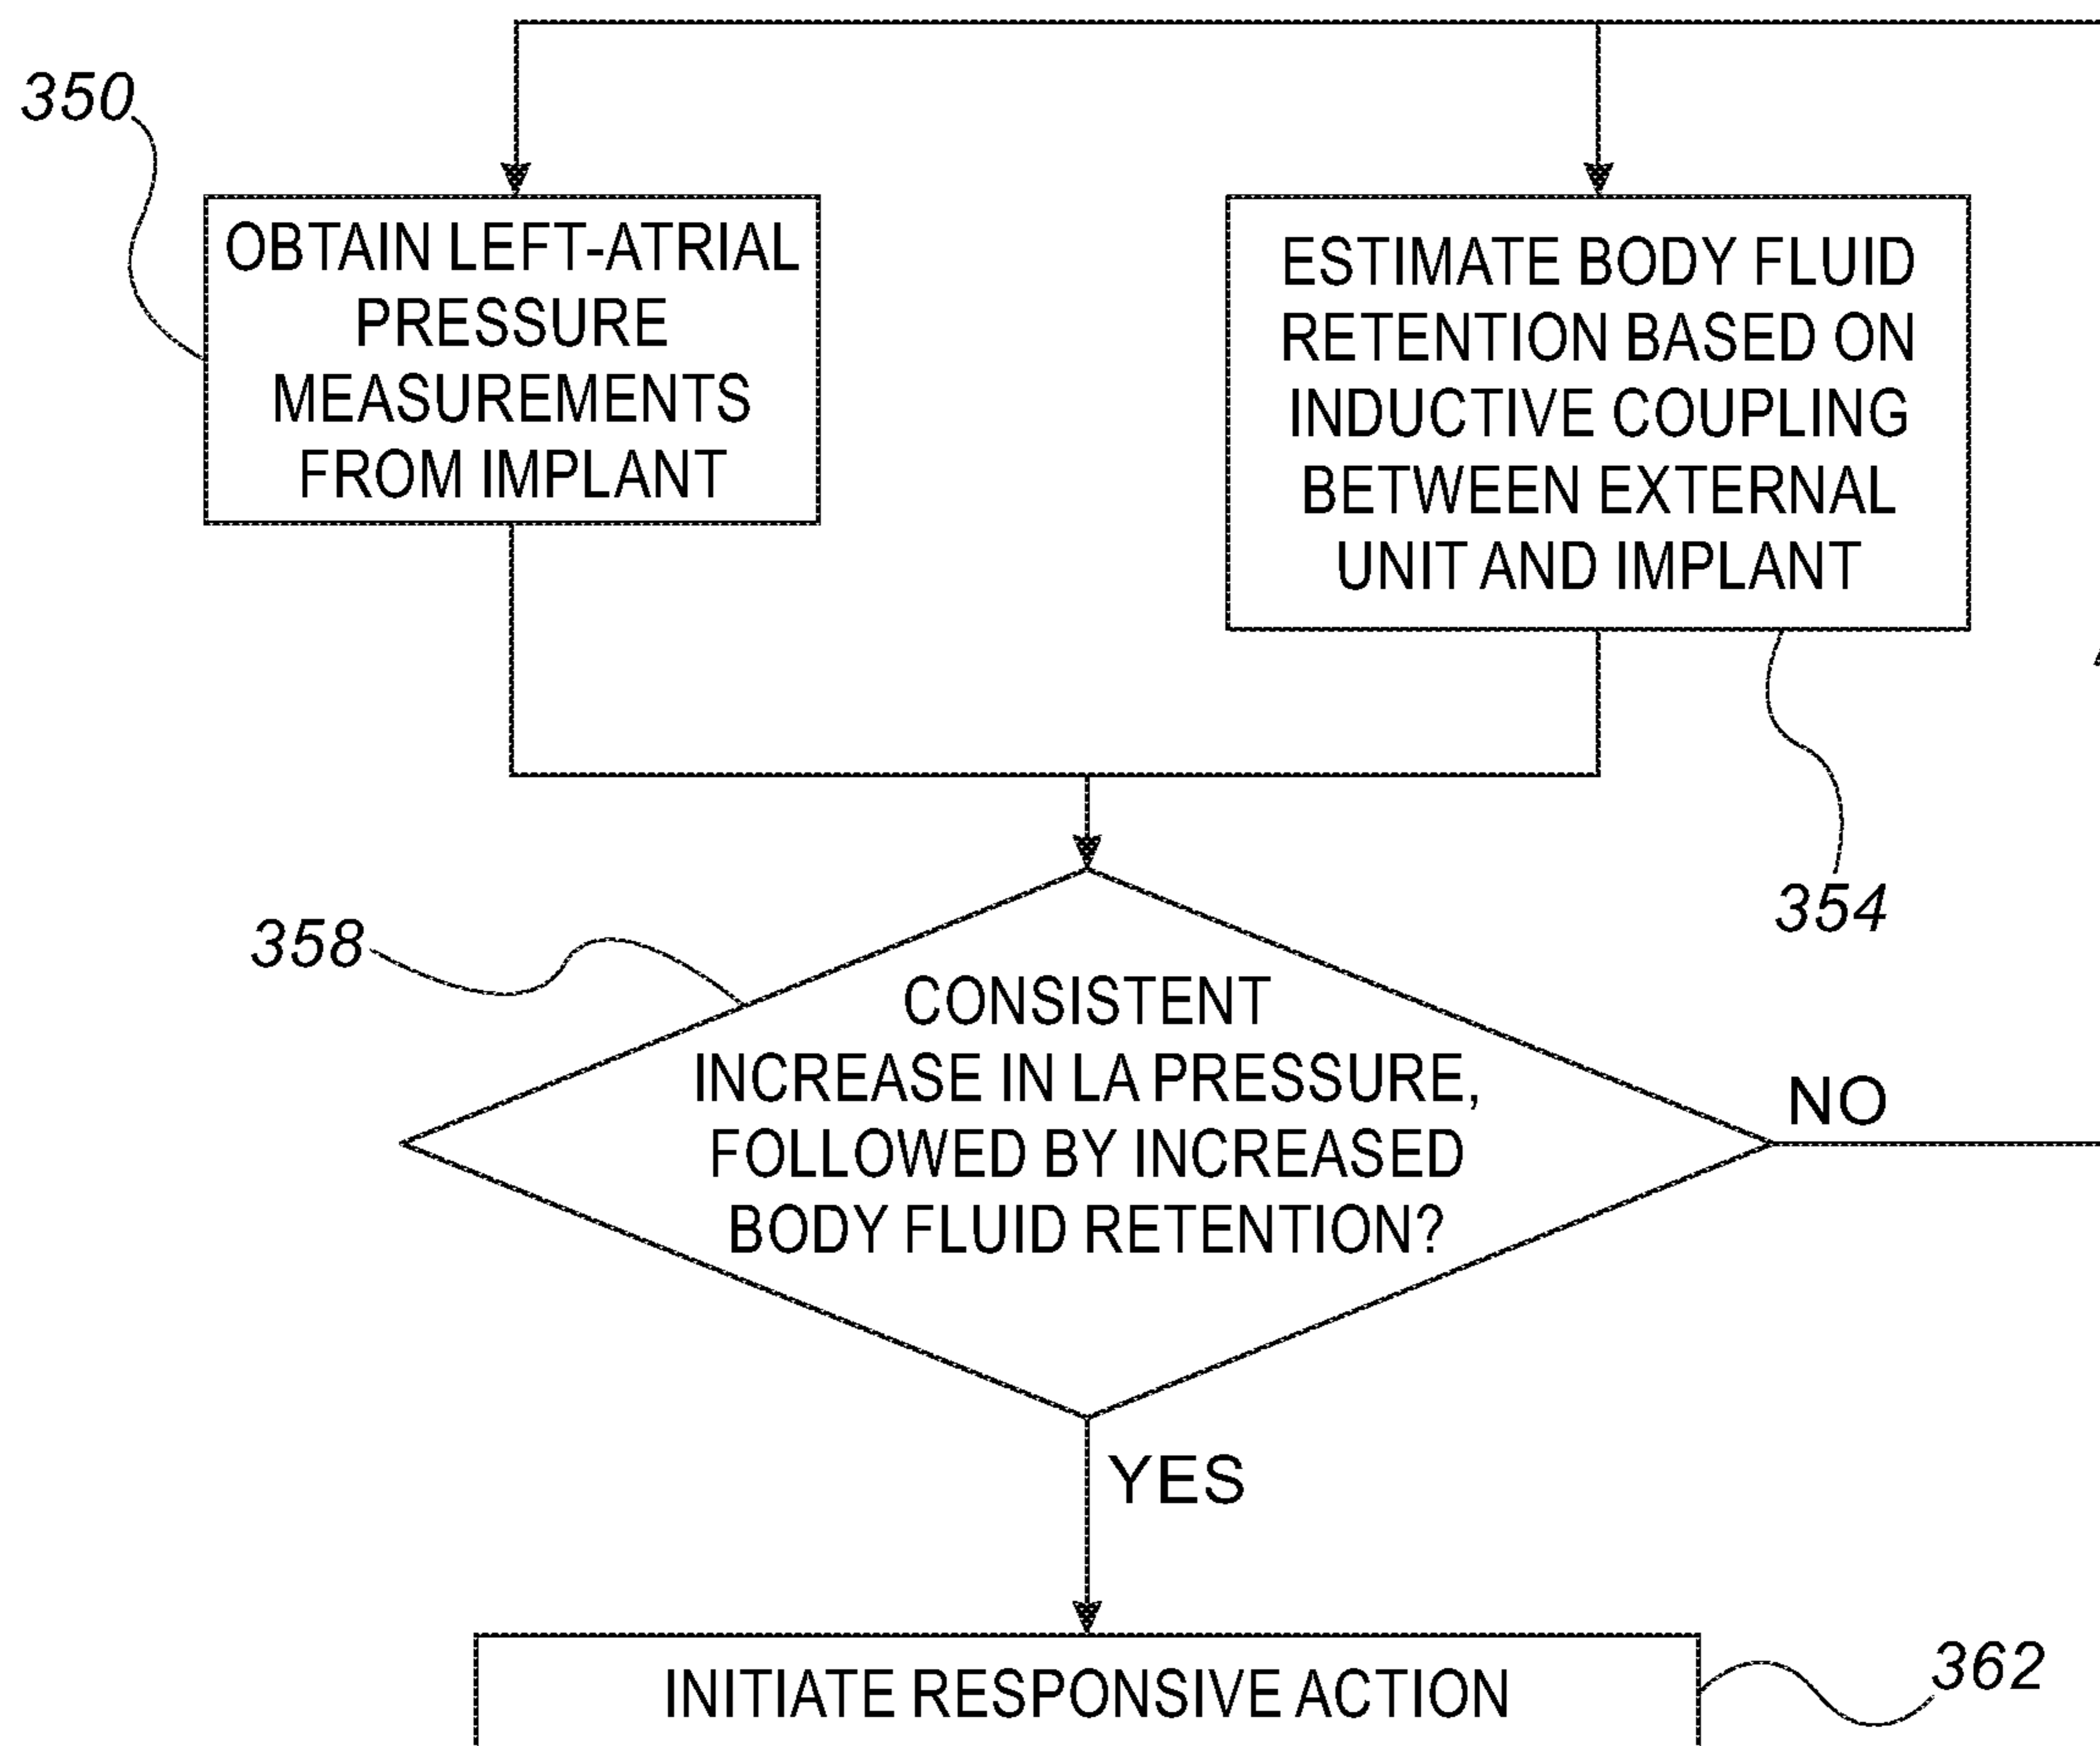 350
OBTAIN LEFT-ATRIAL
PRESSURE
MEASUREMENTS
FROM IMPLANT
ESTIMATE BODY FLUID
RETENTION BASED ON
INDUCTIVE COUPLING
BETWEEN EXTERNAL
UNIT AND IMPLANT
354
358
CONSISTENT
INCREASE IN LA PRESSURE,
FOLLOWED BY INCREASED
BODY FLUID RETENTION?
NO
YES
INITIATE RESPONSIVE ACTION
362